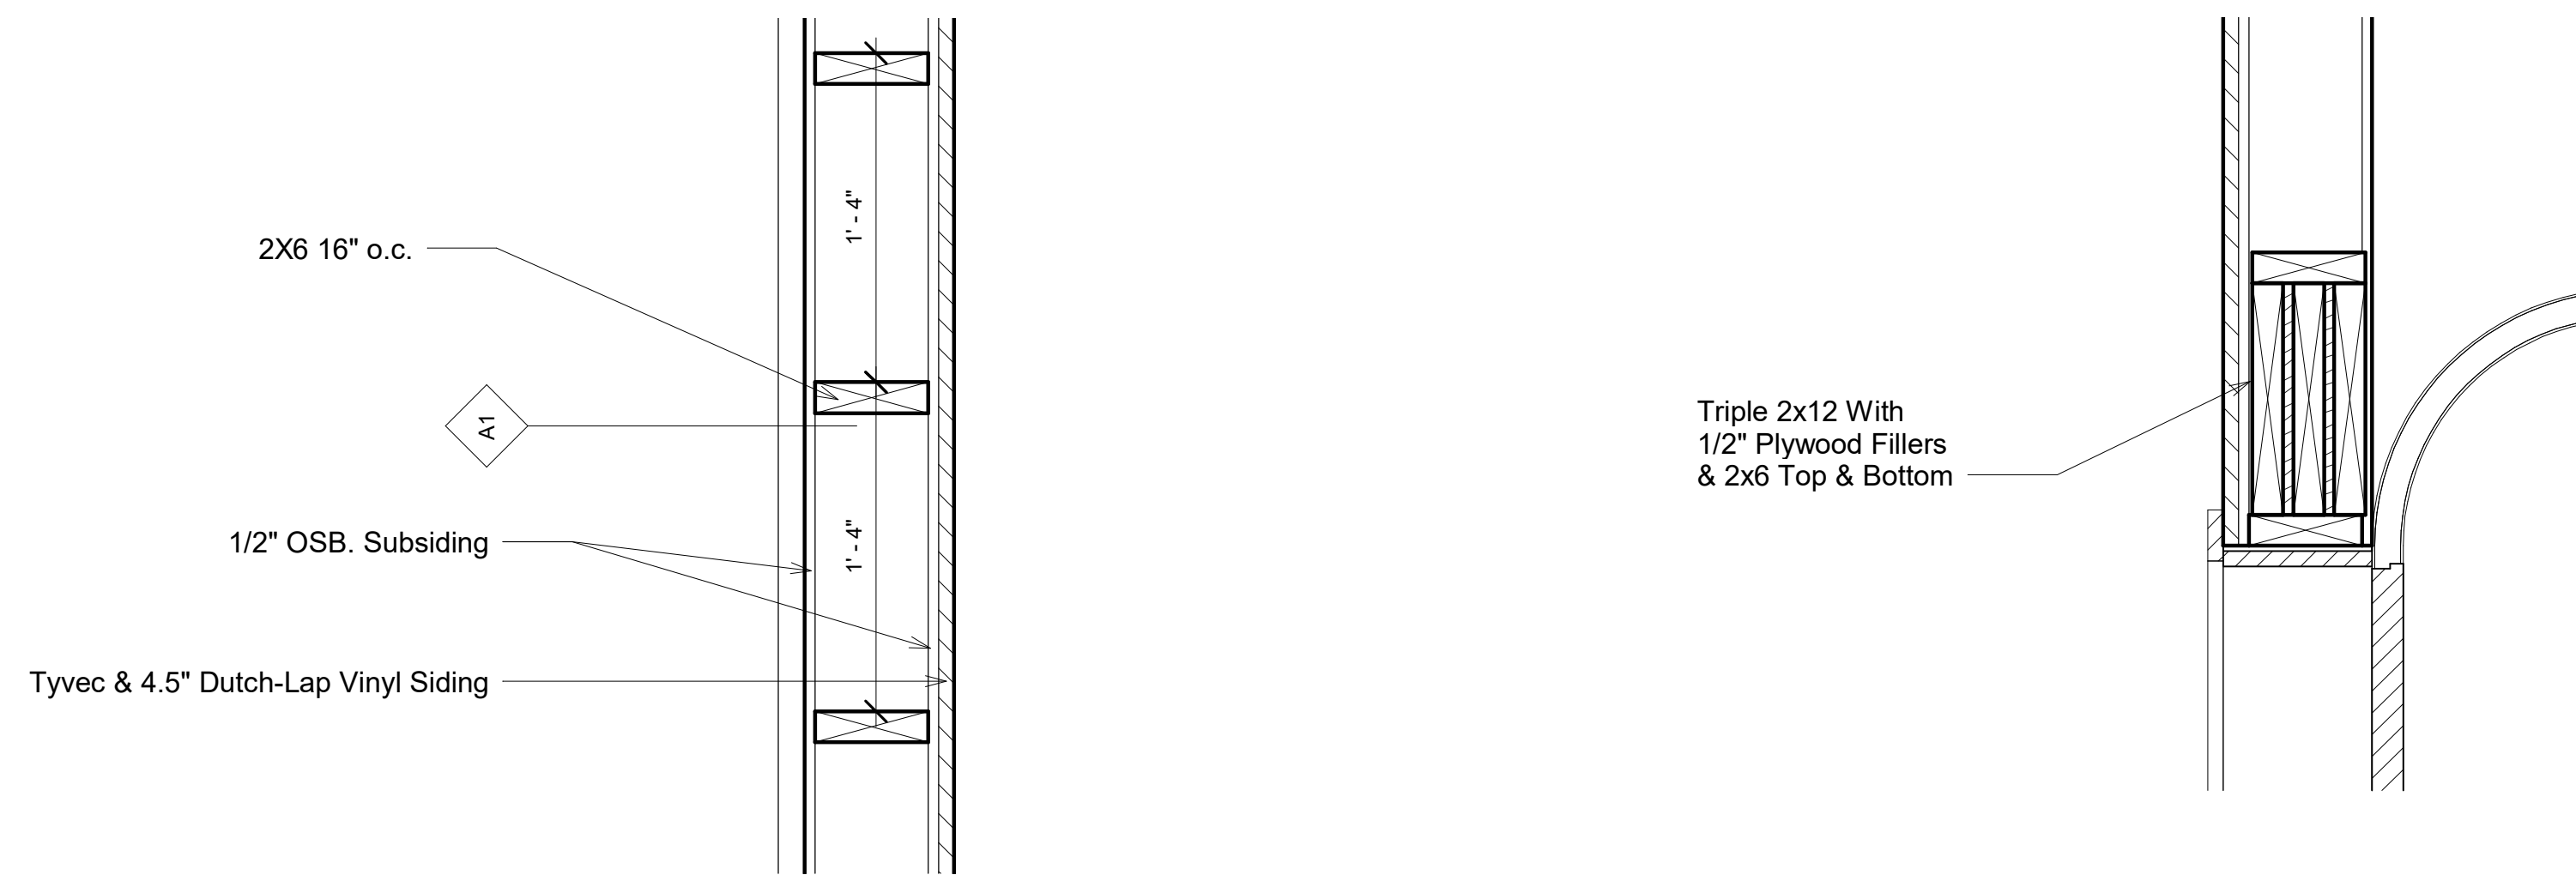 1' - 4"
2X6 16" o.c.
A1
Triple 2x12 With
1/2" Plywood Fillers
& 2x6 Top & Bottom
1/2" OSB. Subsiding
1' - 4"
Tyvec & 4.5" Dutch-Lap Vinyl Siding